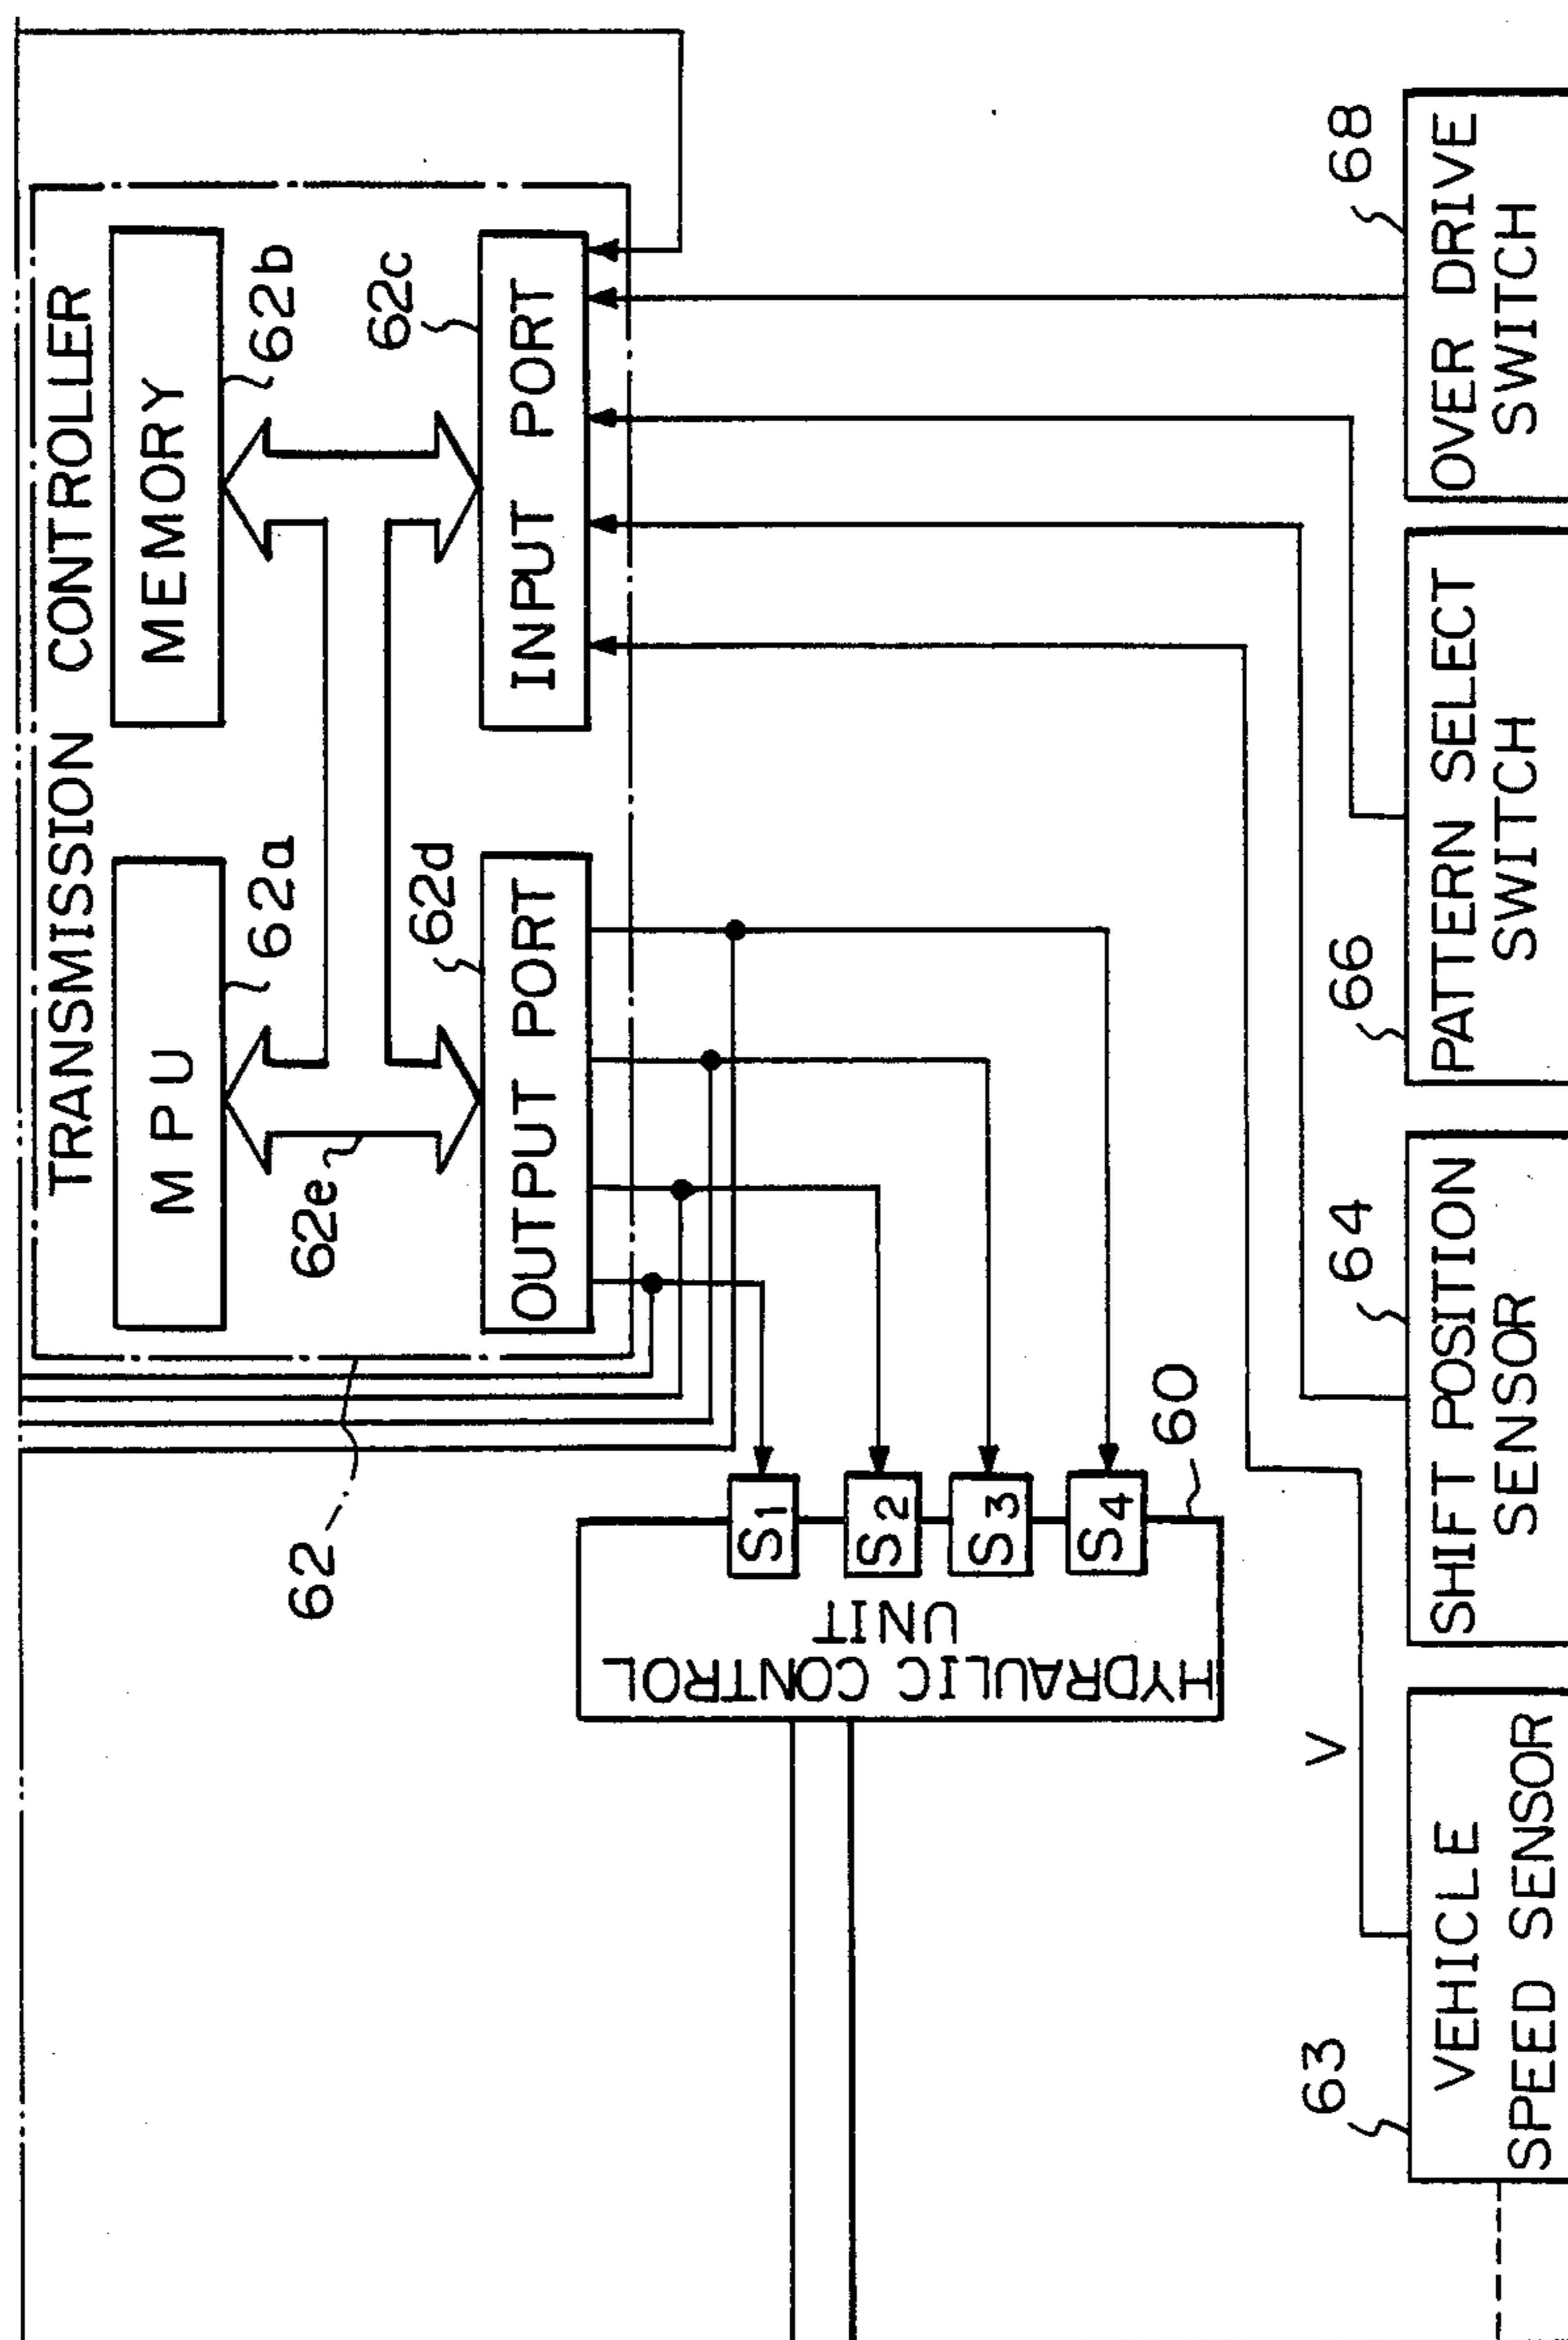 TRANSMISSION CONTROLLER
MPU
MEMORY
62a
62b
62e
62d
62c
OUTPUT PORT
INPUT PORT
62
HYDRAULIC CONTROL
UNIT
S1
S2
S3
S4
60
V
63
64
66
68
VEHICLE
SPEED SENSOR
SHIFT POSITION
SENSOR
PATTERN SELECT
SWITCH
OVER DRIVE
SWITCH